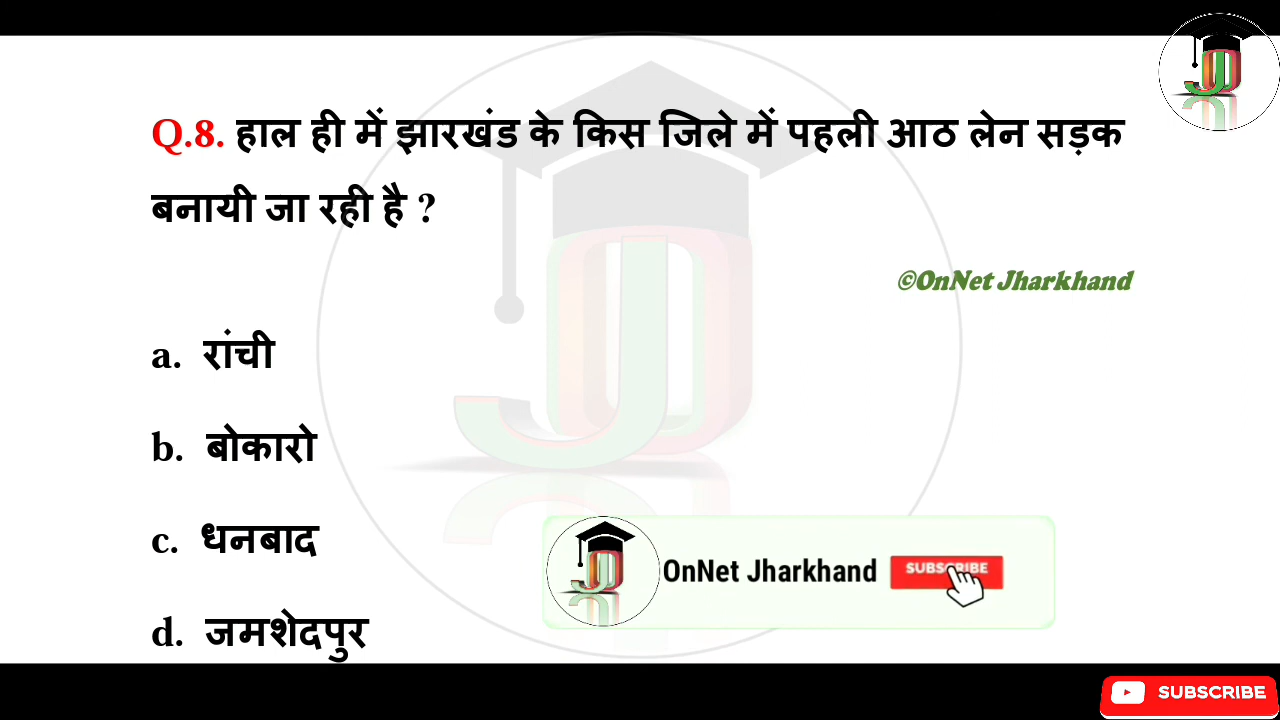 Q.8. हाल ही में झारखंड के किस जिले में पहली आठ लेन सड़क
बनायी जा रही है ?
©OnNet Jharkhand
a. रांची
b. बोकारो
c. धनबाद
OnNet Jharkhand SUBSCRIBE
d. जमशेदपुर
SUBSCRIBE